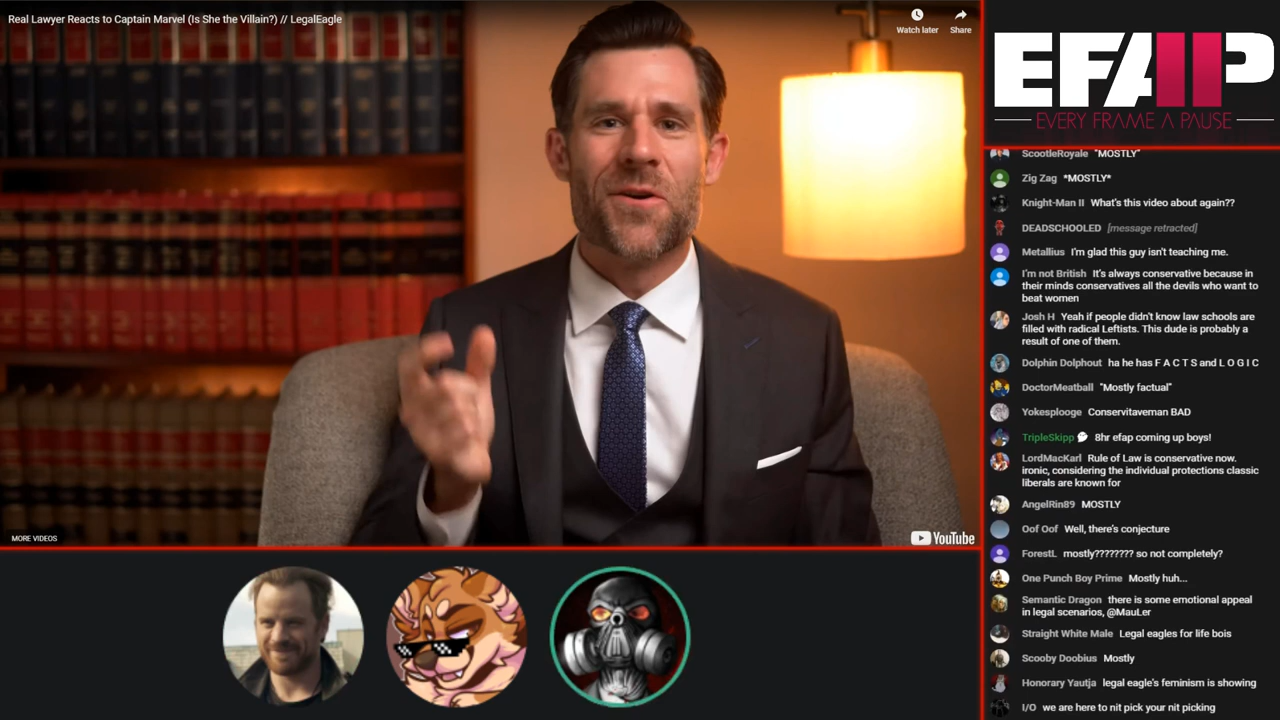 Real Lawyer Reacts to Captain Marvel (Is She the Villain?) // LegalEagle
Watch later
Share
MORE VIDEOS
YouTube
EFAP
EVERY FRAME A PAUSE
ScootleRoyale "MOSTLY"
Zig Zag *MOSTLY*
Knight-Man II What's this video about again??
DEADSCHOOLED [message retracted]
Metallius I'm glad this guy isn't teaching me.
I'm not British It's always conservative because in
their minds conservatives all the devils who want to
beat women
Josh H Yeah if people didn't know law schools are
filled with radical Leftists. This dude is probably a
result of one of them.
Dolphin Dolphout ha he has F A C T S and L O G I C
DoctorMeatball "Mostly factual"
Yokesplooge Conservitaveman BAD
TripleSkipp 8hr efap coming up boys!
LordMacKarl Rule of Law is conservative now.
ironic, considering the individual protections classic
liberals are known for
AngelRin89 MOSTLY
Oof Oof Well, there's conjecture
ForestL mostly???????? so not completely?
One Punch Boy Prime Mostly huh...
Semantic Dragon there is some emotional appeal
in legal scenarios, @MauLer
Straight White Male Legal eagles for life bois
Scooby Doobius Mostly
Honorary Yautja legal eagle's feminism is showing
I/O we are here to nit pick your nit picking